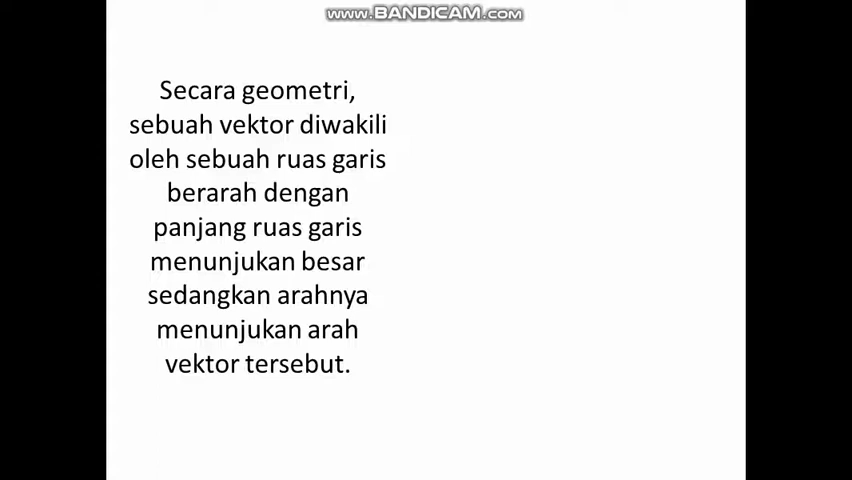 www.BANDICAM.com
Secara geometri,
sebuah vektor diwakili
oleh sebuah ruas garis
berarah dengan
panjang ruas garis
menunjukan besar
sedangkan arahnya
menunjukan arah
vektor tersebut.